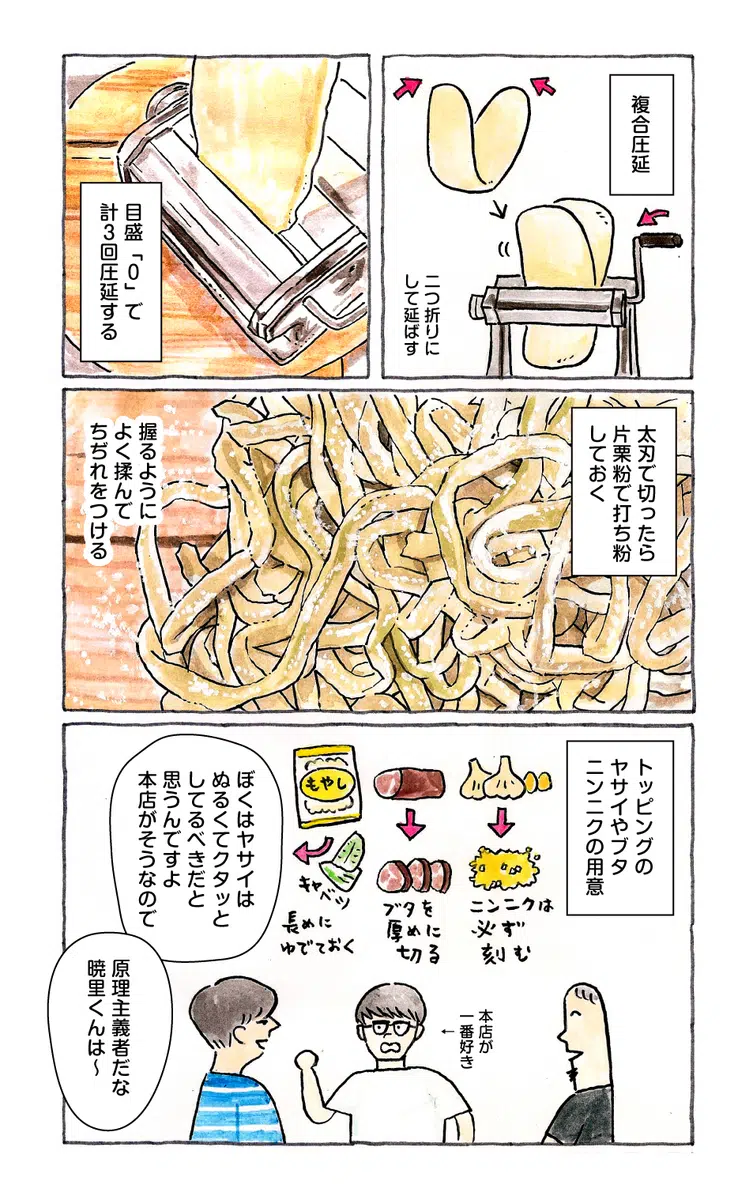 複合圧延
二つ折りに
して延ばす
目盛「0」で
計3回圧延する
太刃で切ったら
片栗粉で打ち粉
しておく
握るように
よく揉んで
ちぢれをつける
トッピングの
ヤサイやブタ
ニンニクの用意
ニンニクは
必ず
刻む
ブタを
厚めに
切る
もやし
キャベツ
長めに
ゆでておく
ぼくはヤサイは
ぬるくてクタッと
してるべきだと
思うんですよ
本店がそうなので
本店が
一番好き
原理主義者だな
暁里くんは〜